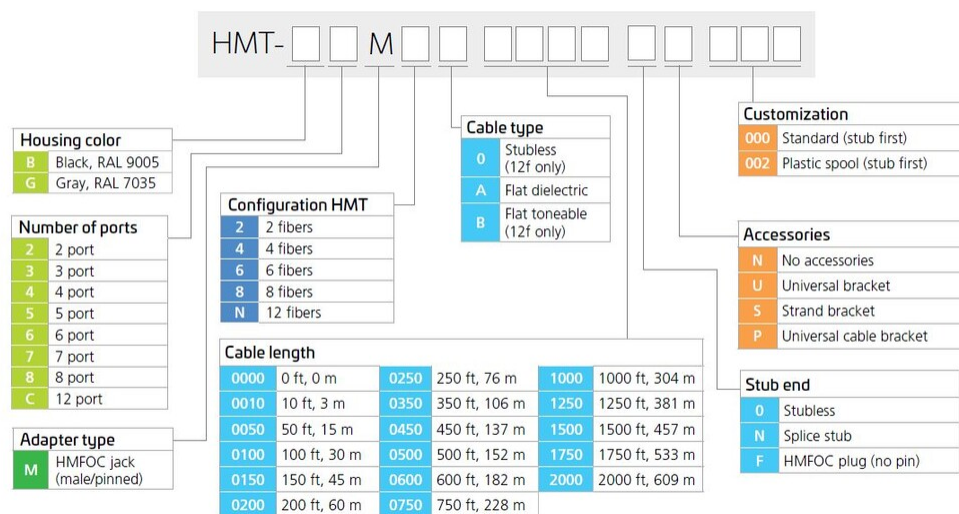 HMT- M
Housing color
B Black, RAL 9005
G Gray, RAL 7035
Number of ports
2 2 port
3 3 port
4 4 port
5 5 port
6 6 port
7 7 port
8 8 port
C 12 port
Adapter type
M HMFOC jack
(male/pinned)
Configuration HMT
2 2 fibers
4 4 fibers
6 6 fibers
8 8 fibers
N 12 fibers
Cable type
0 Stubless
(12f only)
A Flat dielectric
B Flat toneable
(12f only)
Cable length
0000 0 ft, 0 m 0250 250 ft, 76 m 1000 1000 ft, 304 m
0010 10 ft, 3 m 0350 350 ft, 106 m 1250 1250 ft, 381 m
0050 50 ft, 15 m 0450 450 ft, 137 m 1500 1500 ft, 457 m
0100 100 ft, 30 m 0500 500 ft, 152 m 1750 1750 ft, 533 m
0150 150 ft, 45 m 0600 600 ft, 182 m 2000 2000 ft, 609 m
0200 200 ft, 60 m 0750 750 ft, 228 m
Customization
000 Standard (stub first)
002 Plastic spool (stub first)
Accessories
N No accessories
U Universal bracket
S Strand bracket
P Universal cable bracket
Stub end
0 Stubless
N Splice stub
F HMFOC plug (no pin)